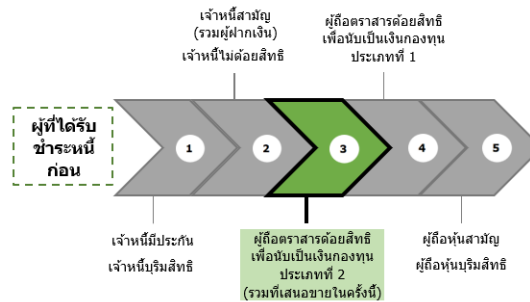 เจ้าหนี้สามัญ
(รวมผู้ฝากเงิน)
เจ้าหนี้ไม่ด้อยสิทธิ
ผู้ถือตราสารด้อยสิทธิ
เพื่อนับเป็นเงินกองทุน
ประเภทที่ 1
ผู้ที่ได้รับ
ชำระหนี้
ก่อน
1
2
3
4
5
เจ้าหนี้มีประกัน
เจ้าหนี้บุริมสิทธิ
ผู้ถือตราสารด้อยสิทธิ
เพื่อนับเป็นเงินกองทุน
ประเภทที่ 2
(รวมที่เสนอขายในครั้งนี้)
ผู้ถือหุ้นสามัญ
ผู้ถือหุ้นบุริมสิทธิ